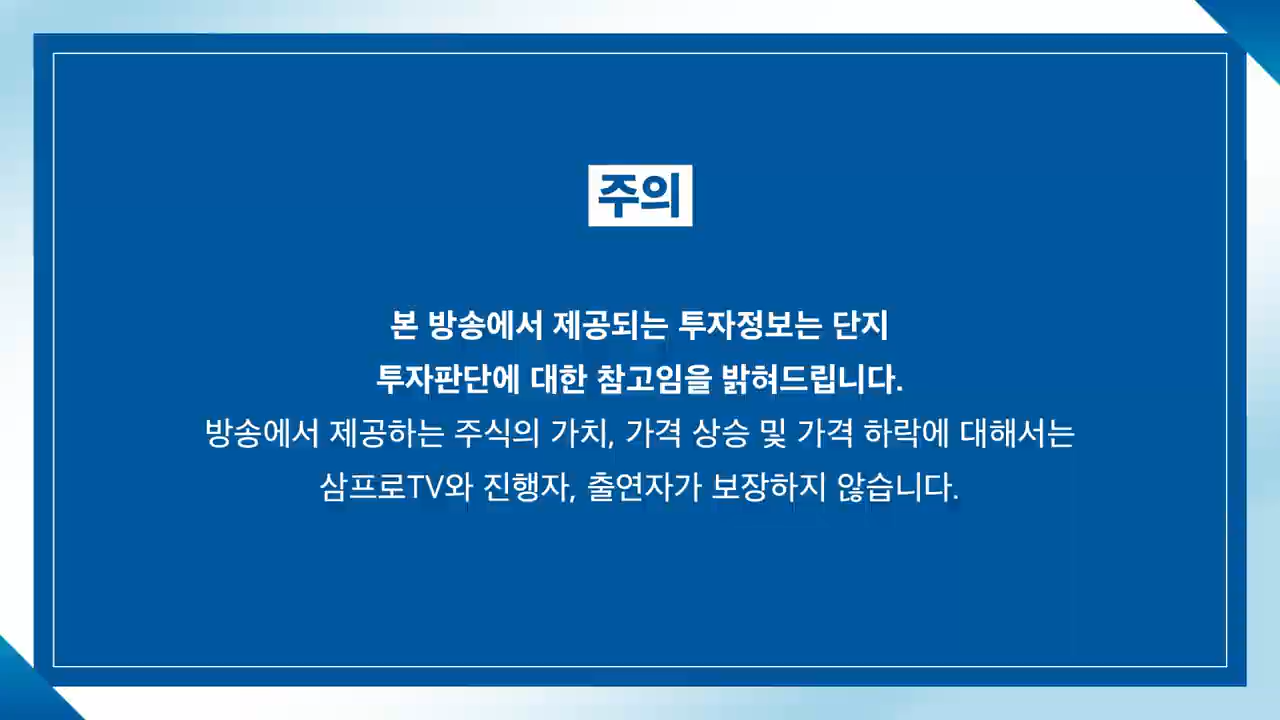 주의
본 방송에서 제공되는 투자정보는 단지
투자판단에 대한 참고임을 밝혀드립니다.
방송에서 제공하는 주식의 가치, 가격 상승 및 가격 하락에 대해서는
삼프로TV와 진행자, 출연자가 보장하지 않습니다.